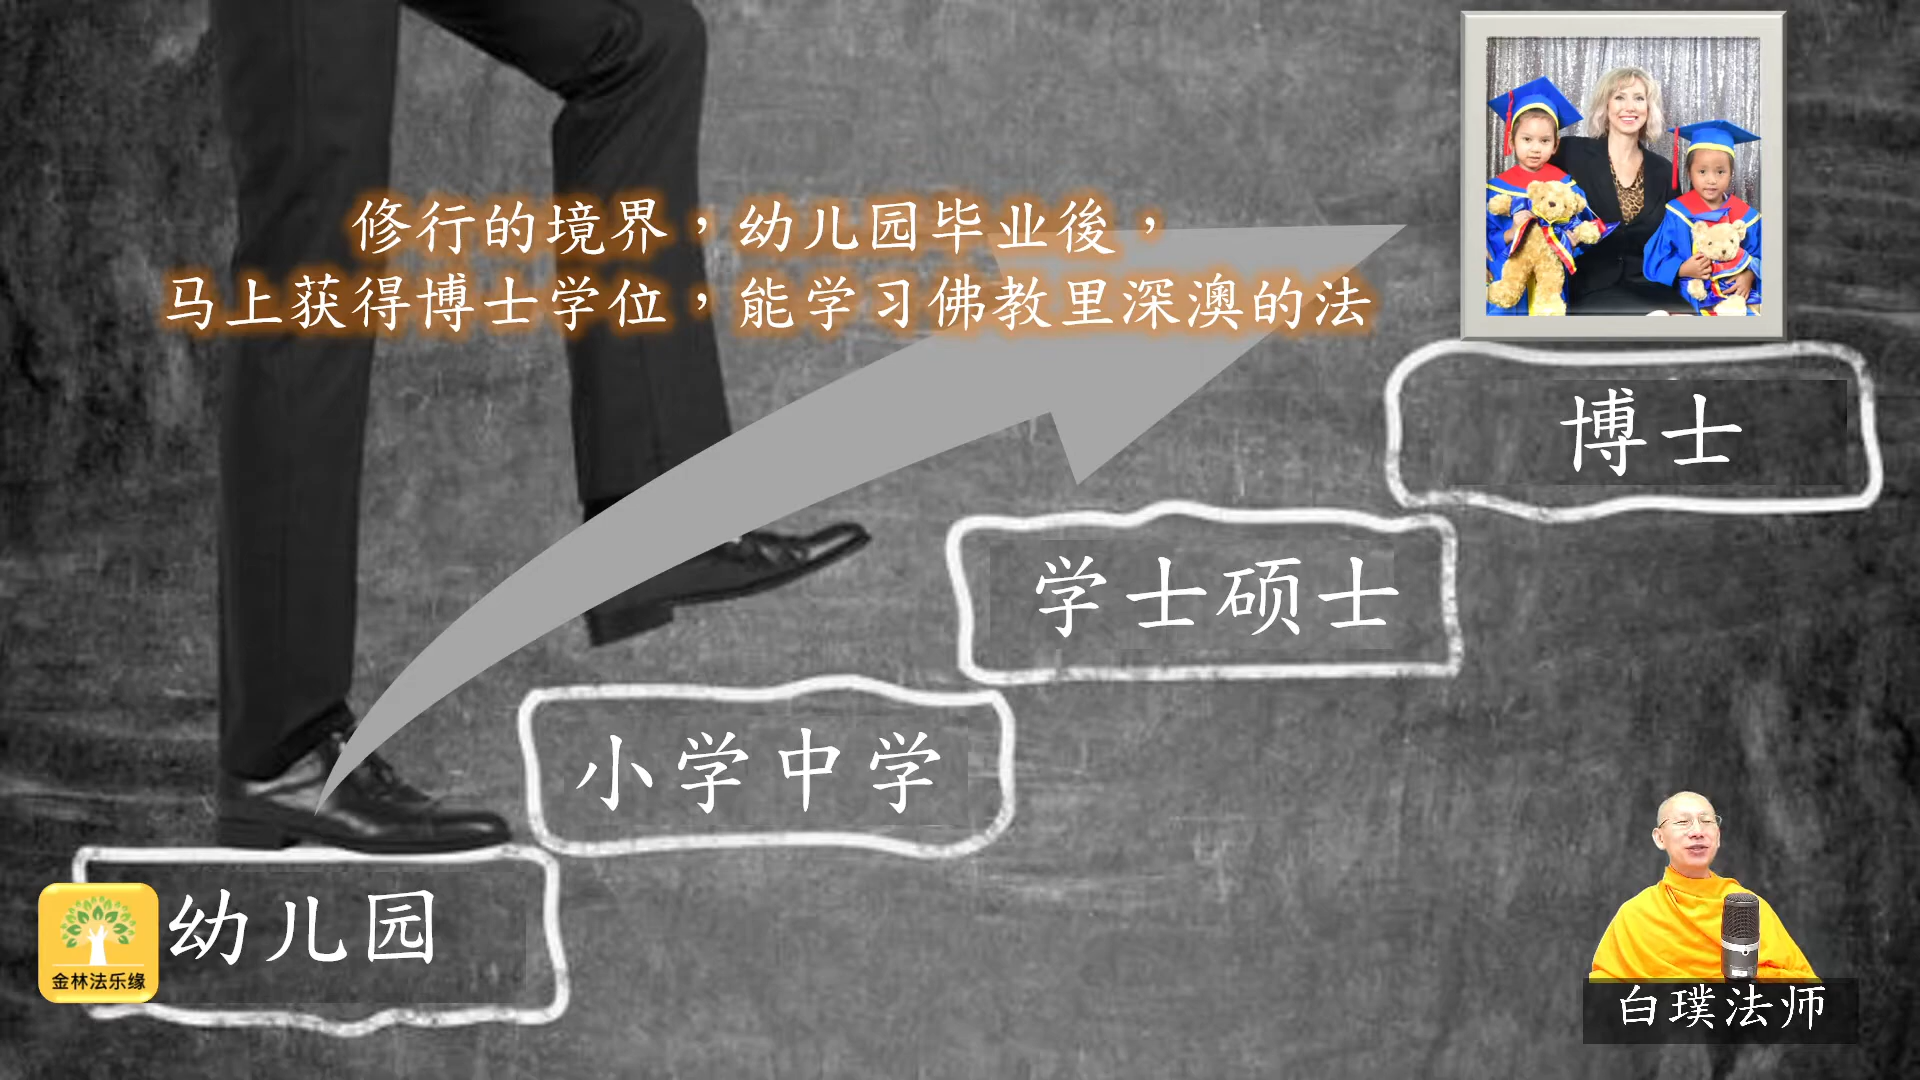 修行的境界，幼儿园毕业後，
马上获得博士学位，能学习佛教里深澳的法
博士
学士硕士
小学中学
幼儿园
金林法乐缘
白璞法师